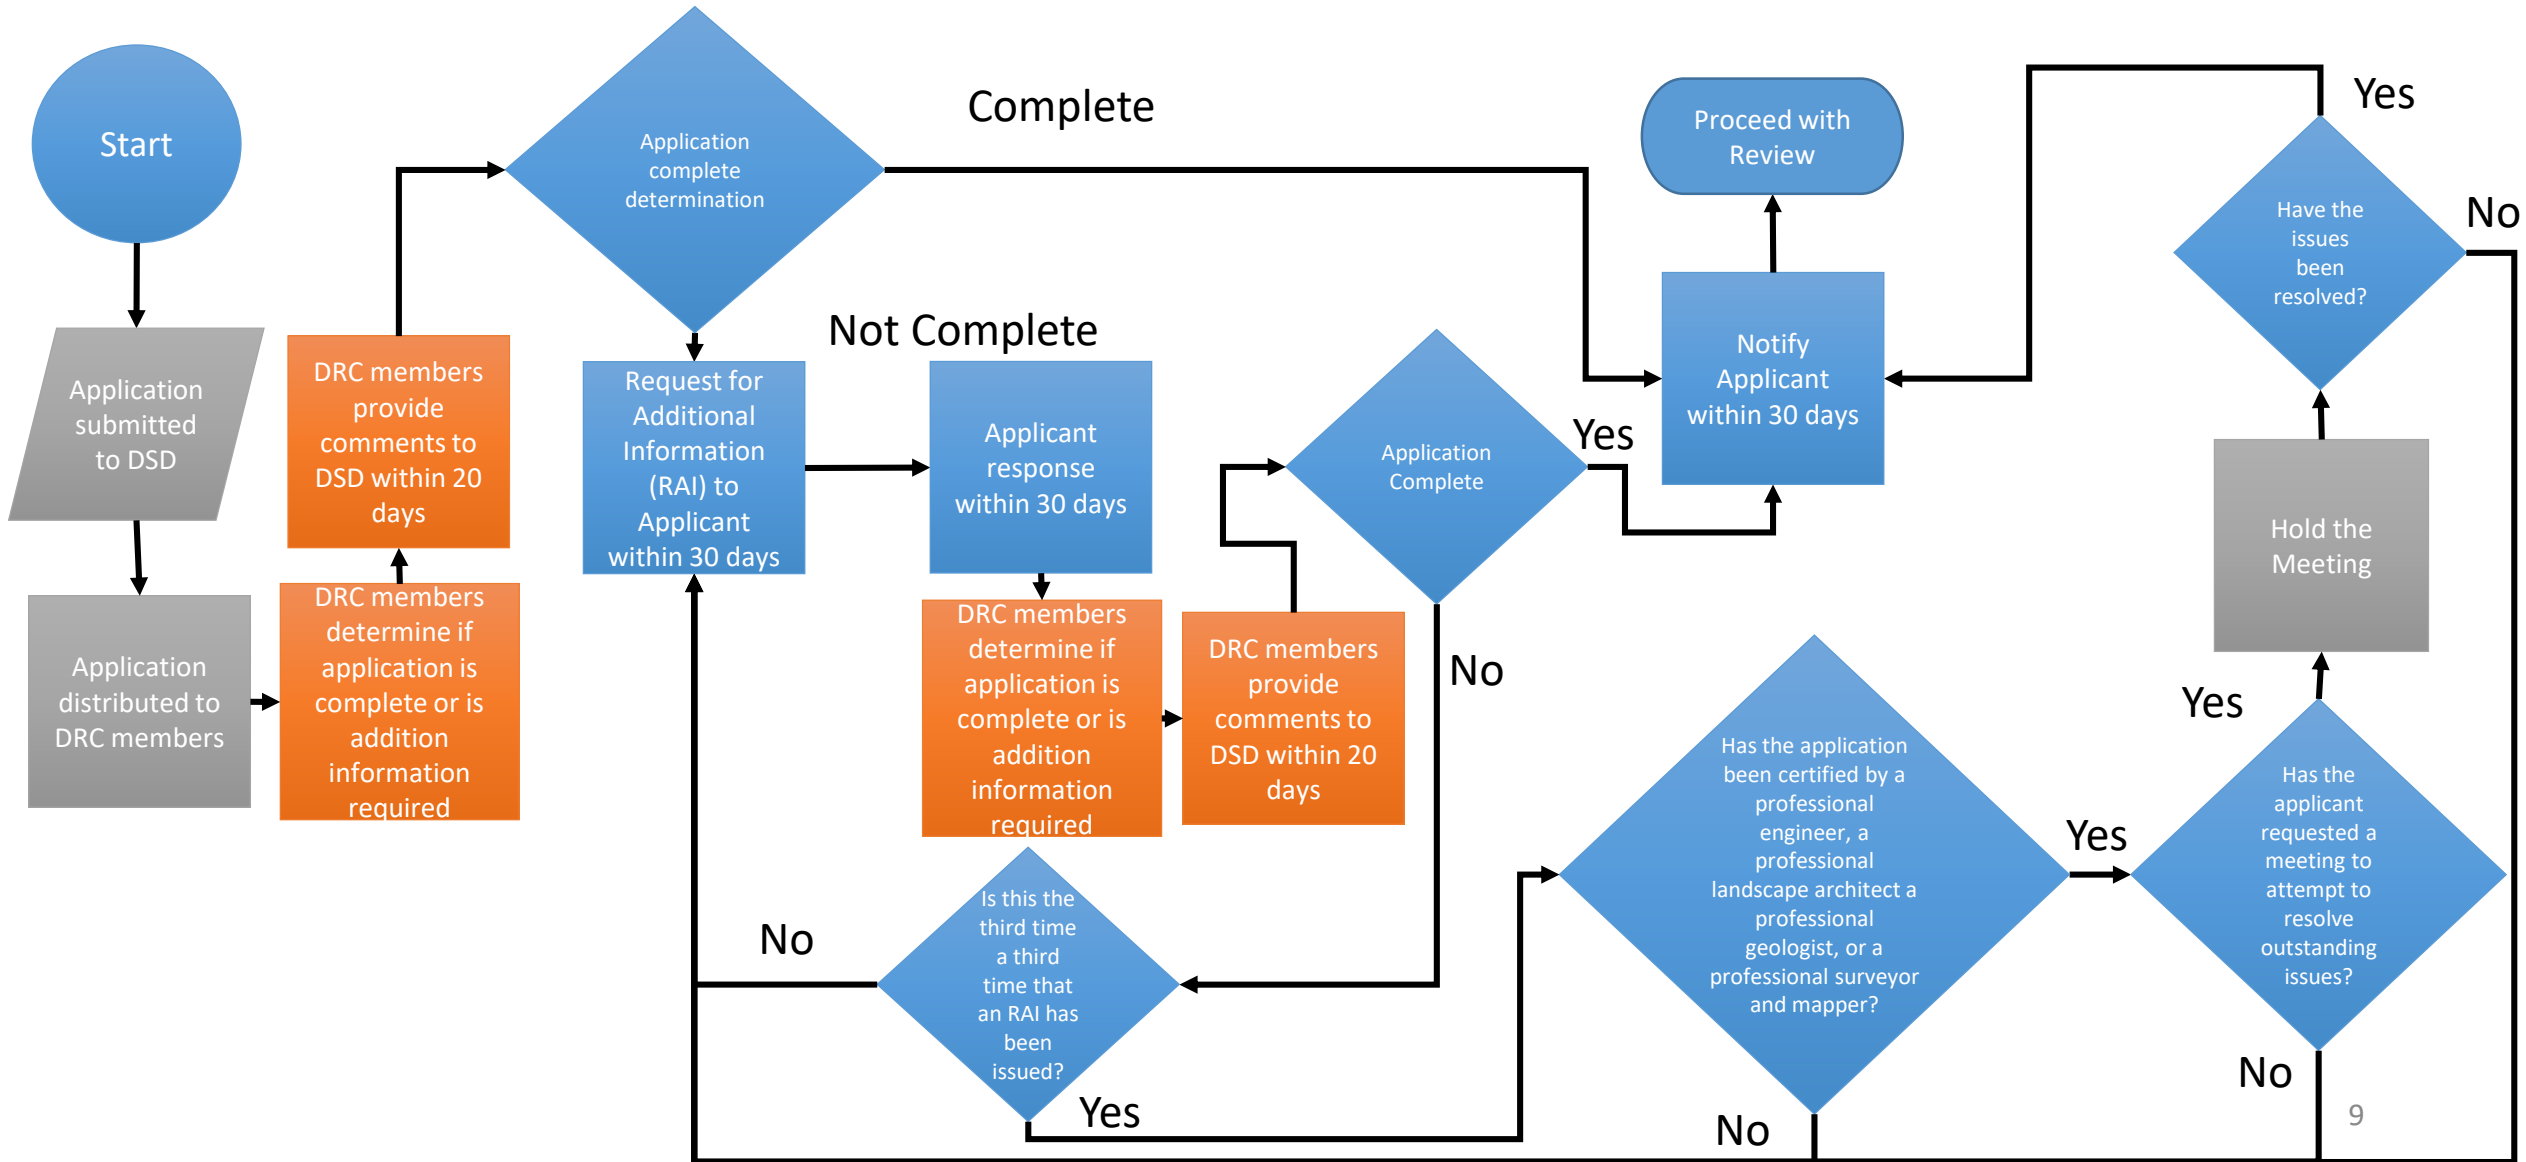 Start
Application
submitted
to DSD
Application
distributed to
DRC members
DRC members
provide
comments to
DSD within 20
days
DRC members
determine if
application is
complete or is
addition
information
required
Application
complete
determination
Complete
Not Complete
Request for
Additional
Information
(RAI) to
Applicant
within 30 days
Applicant
response
within 30 days
DRC members
determine if
application is
complete or is
addition
information
required
DRC members
provide
comments to
DSD within 20
days
Application
Complete
Yes
No
Is this the
third time
a third
time that
an RAI has
been
issued?
No
Yes
Proceed with
Review
Notify
Applicant
within 30 days
Has the application
been certified by a
professional
engineer, a
professional
landscape architect a
professional
geologist, or a
professional surveyor
and mapper?
Yes
No
Has the
applicant
requested a
meeting to
attempt to
resolve
outstanding
issues?
Yes
No
Hold the
Meeting
Have the
issues
been
resolved?
Yes
No
9